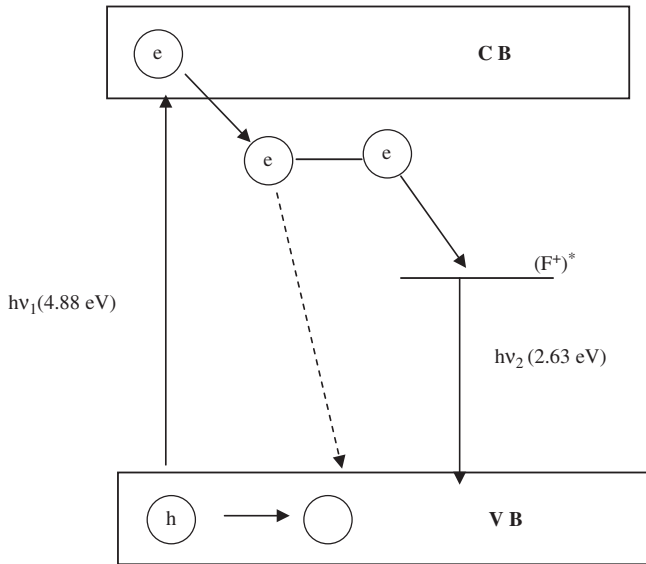 e
C B
e
e
(F⁺)*
hν₁(4.88 eV)
hν₂ (2.63 eV)
h
V B